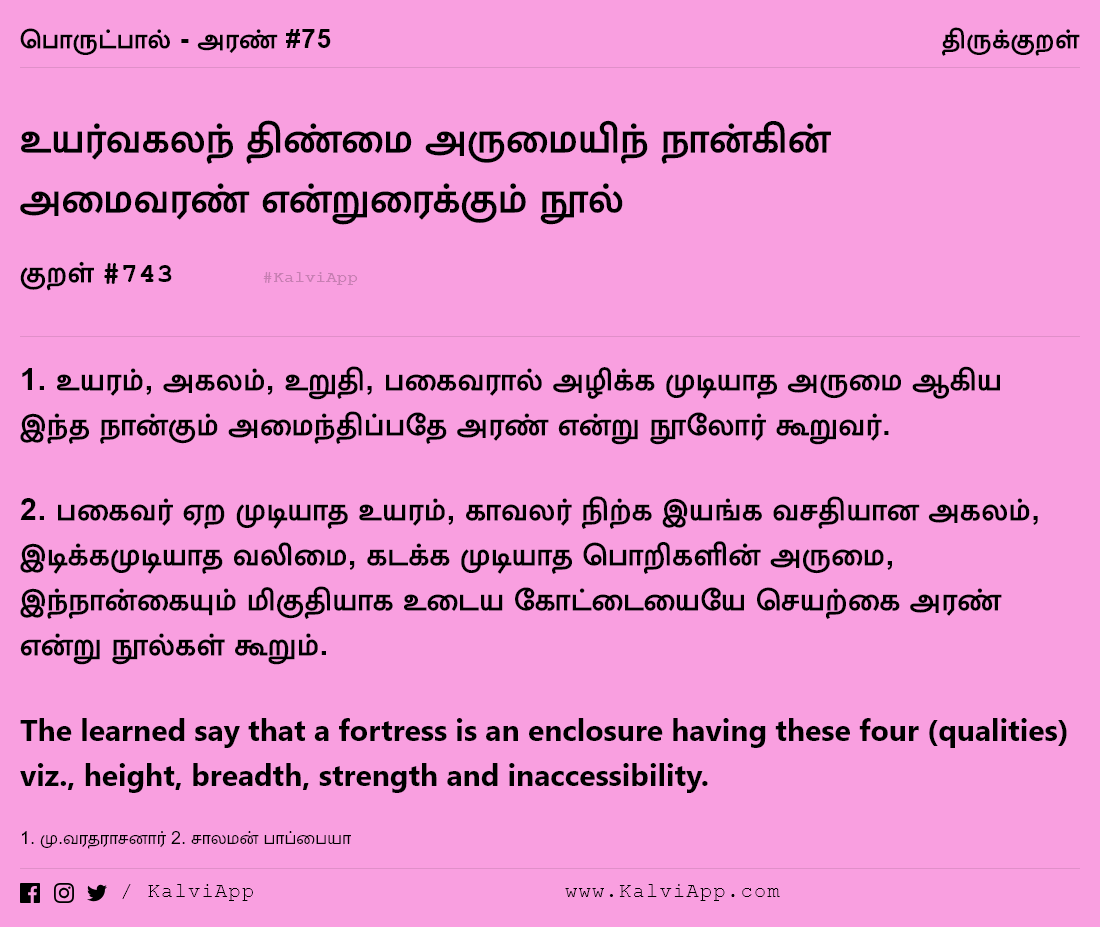 பொருட்பால் - அரண் #75 திருக்குறள்
உயர்வகலந் திண்மை அருமையிந் நான்கின்
அமைவரண் என்றுரைக்கும் நூல்
குறள் #743 #KalviApp
1. உயரம், அகலம், உறுதி, பகைவரால் அழிக்க முடியாத அருமை ஆகிய
இந்த நான்கும் அமைந்திப்பதே அரண் என்று நூலோர் கூறுவர்.
2. பகைவர் ஏற முடியாத உயரம், காவலர் நிற்க இயங்க வசதியான அகலம்,
இடிக்கமுடியாத வலிமை, கடக்க முடியாத பொறிகளின் அருமை,
இந்நான்கையும் மிகுதியாக உடைய கோட்டையையே செயற்கை அரண்
என்று நூல்கள் கூறும்.
The learned say that a fortress is an enclosure having these four (qualities)
viz., height, breadth, strength and inaccessibility.
1. மு.வரதராசனார் 2. சாலமன் பாப்பையா
/ KalviApp www.KalviApp.com